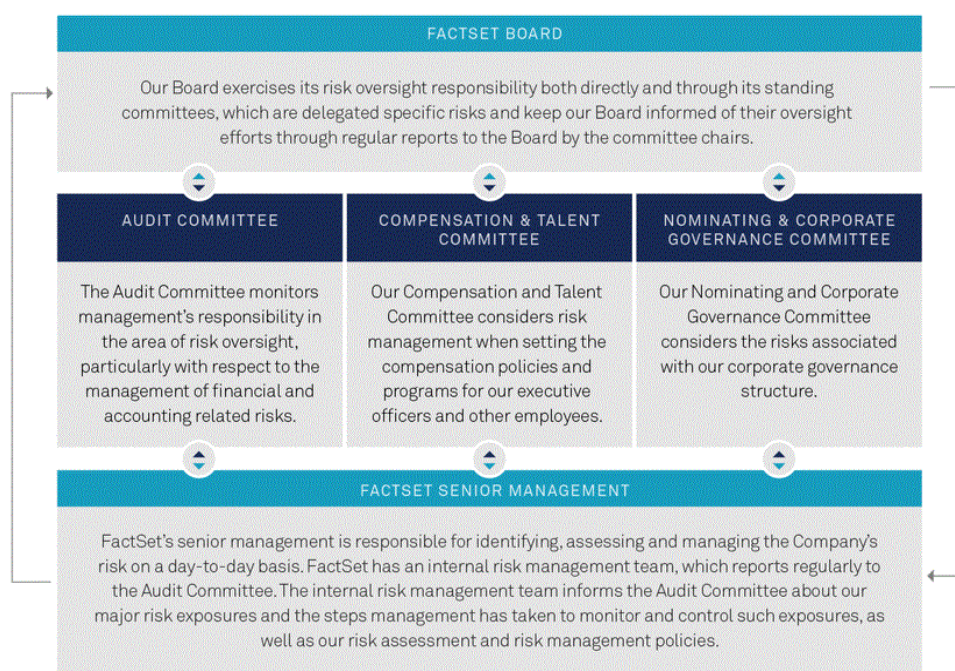 FACTSET BOARD
Our Board exercises its risk oversight responsibility both directly and through its standing
committees, which are delegated specific risks and keep our Board informed of their oversight
efforts through regular reports to the Board by the committee chairs.
AUDIT COMMITTEE
The Audit Committee monitors
management's responsibility in
the area of risk oversight,
particularly with respect to the
management of financial and
accounting related risks.
COMPENSATION & TALENT
COMMITTEE
Our Compensation and Talent
Committee considers risk
management when setting the
compensation policies and
programs for our executive
officers and other employees.
NOMINATING & CORPORATE
GOVERNANCE COMMITTEE
Our Nominating and Corporate
Governance Committee
considers the risks associated
with our corporate governance
structure.
FACTSET SENIOR MANAGEMENT
FactSet's senior management is responsible for identifying, assessing and managing the Company's
risk on a day-to-day basis. FactSet has an internal risk management team, which reports regularly to
the Audit Committee. The internal risk management team informs the Audit Committee about our
major risk exposures and the steps management has taken to monitor and control such exposures, as
well as our risk assessment and risk management policies.